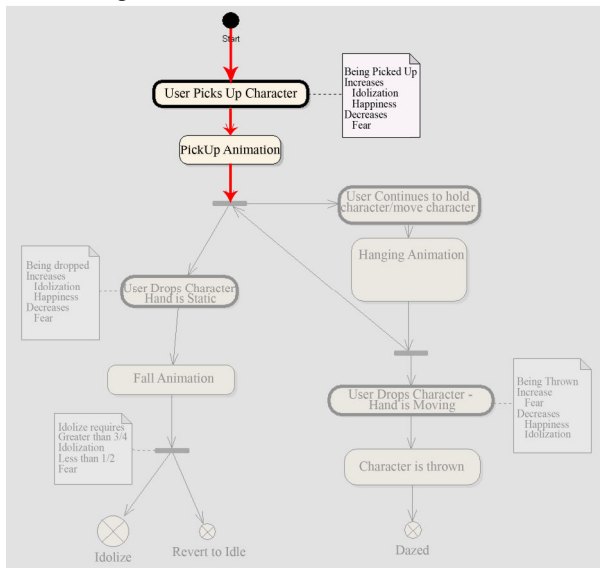 Start
User Picks Up Character
Being Picked Up
Increases
Idolization
Happiness
Decreases
Fear
PickUp Animation
User Continues to hold
character/move character
Hanging Animation
Being dropped
Increases
Idolization
Happiness
Decreases
Fear
User Drops Character
Hand is Static
Fall Animation
User Drops Character -
Hand is Moving
Being Thrown
Increase
Fear
Decreases
Happiness
Idolization
Idolize requires
Greater than 3/4
Idolization
Less than 1/2
Fear
Character is thrown
Idolize
Revert to Idle
Dazed